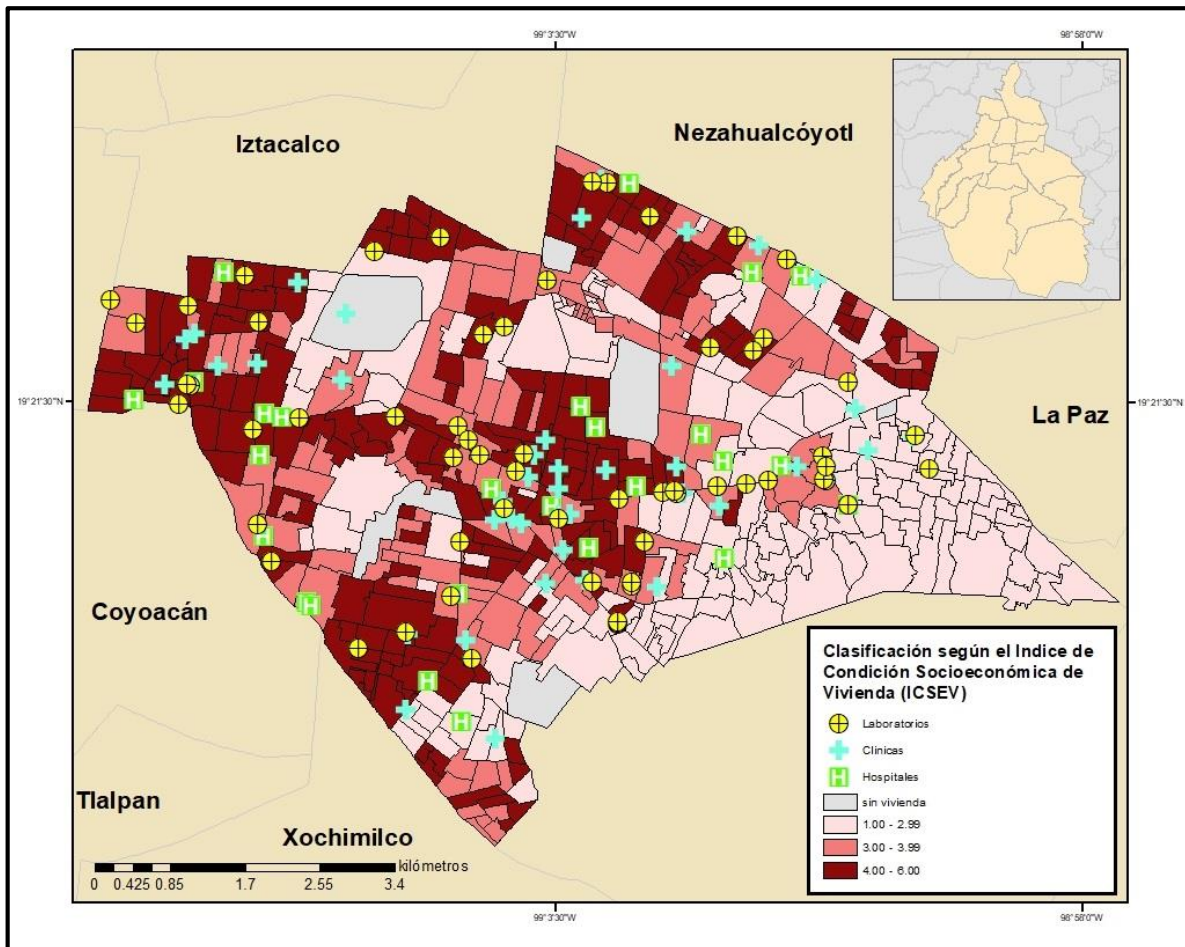 99° 3'30"W
98° 58'0"W
Iztacalco
Nezahualcóyotl
19° 21'30"N
19° 21'30"N
La Paz
Coyoacán
Tlalpan
Xochimilco
kilómetros
0 0.425 0.85 1.7 2.55 3.4
Clasificación según el Indice de
Condición Socioeconómica de
Vivienda (ICSEV)
Laboratorios
Clínicas
H Hospitales
sin vivienda
1.00 - 2.99
3.00 - 3.99
4.00 - 6.00
99° 3'30"W
98° 58'0"W